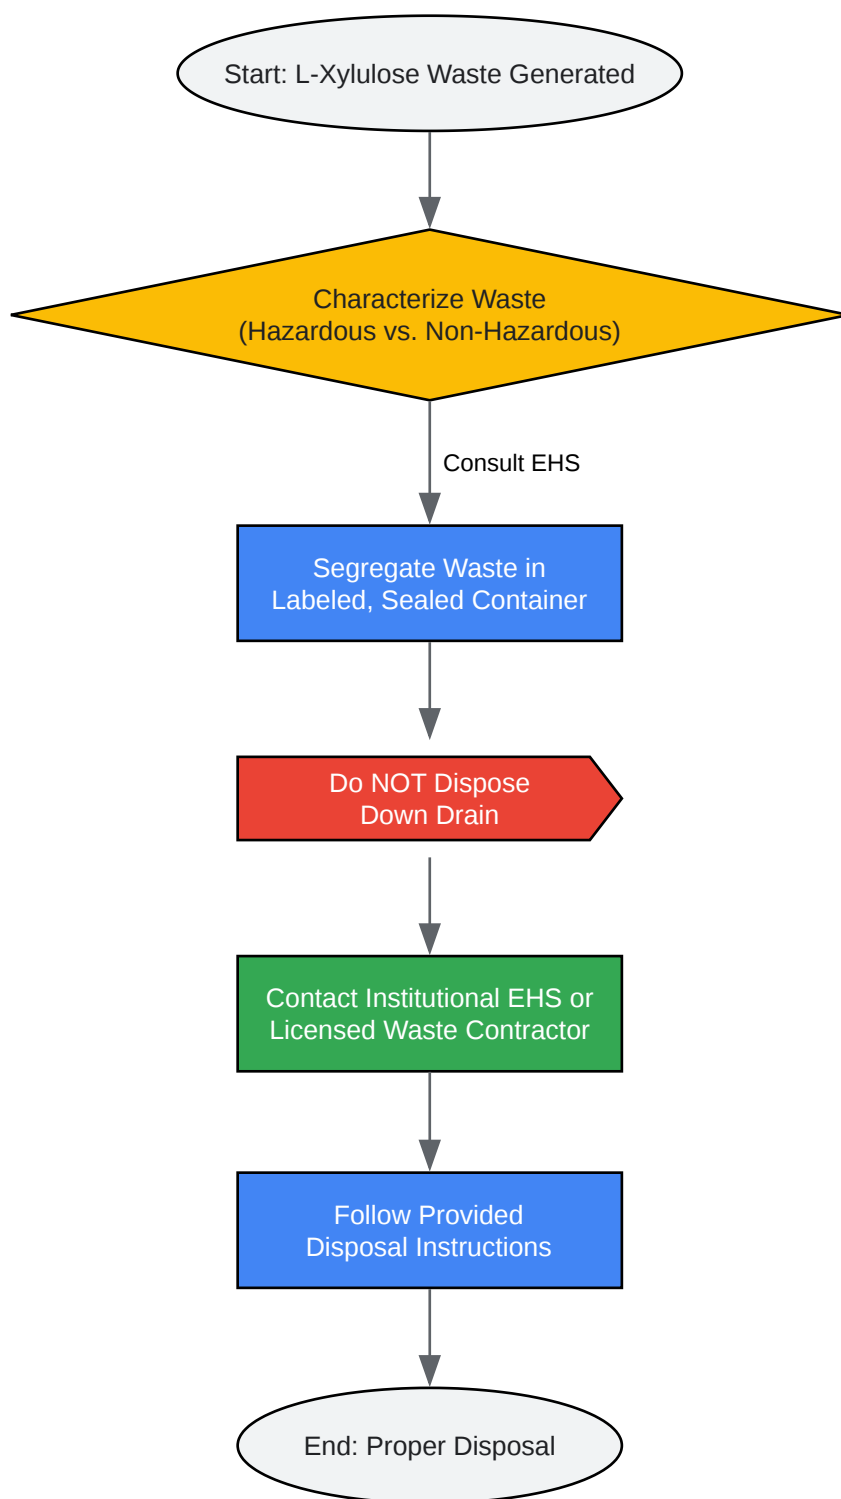 Start: L-Xylulose Waste Generated
Characterize Waste
(Hazardous vs. Non-Hazardous)
Consult EHS
Segregate Waste in
Labeled, Sealed Container
Do NOT Dispose
Down Drain
Contact Institutional EHS or
Licensed Waste Contractor
Follow Provided
Disposal Instructions
End: Proper Disposal